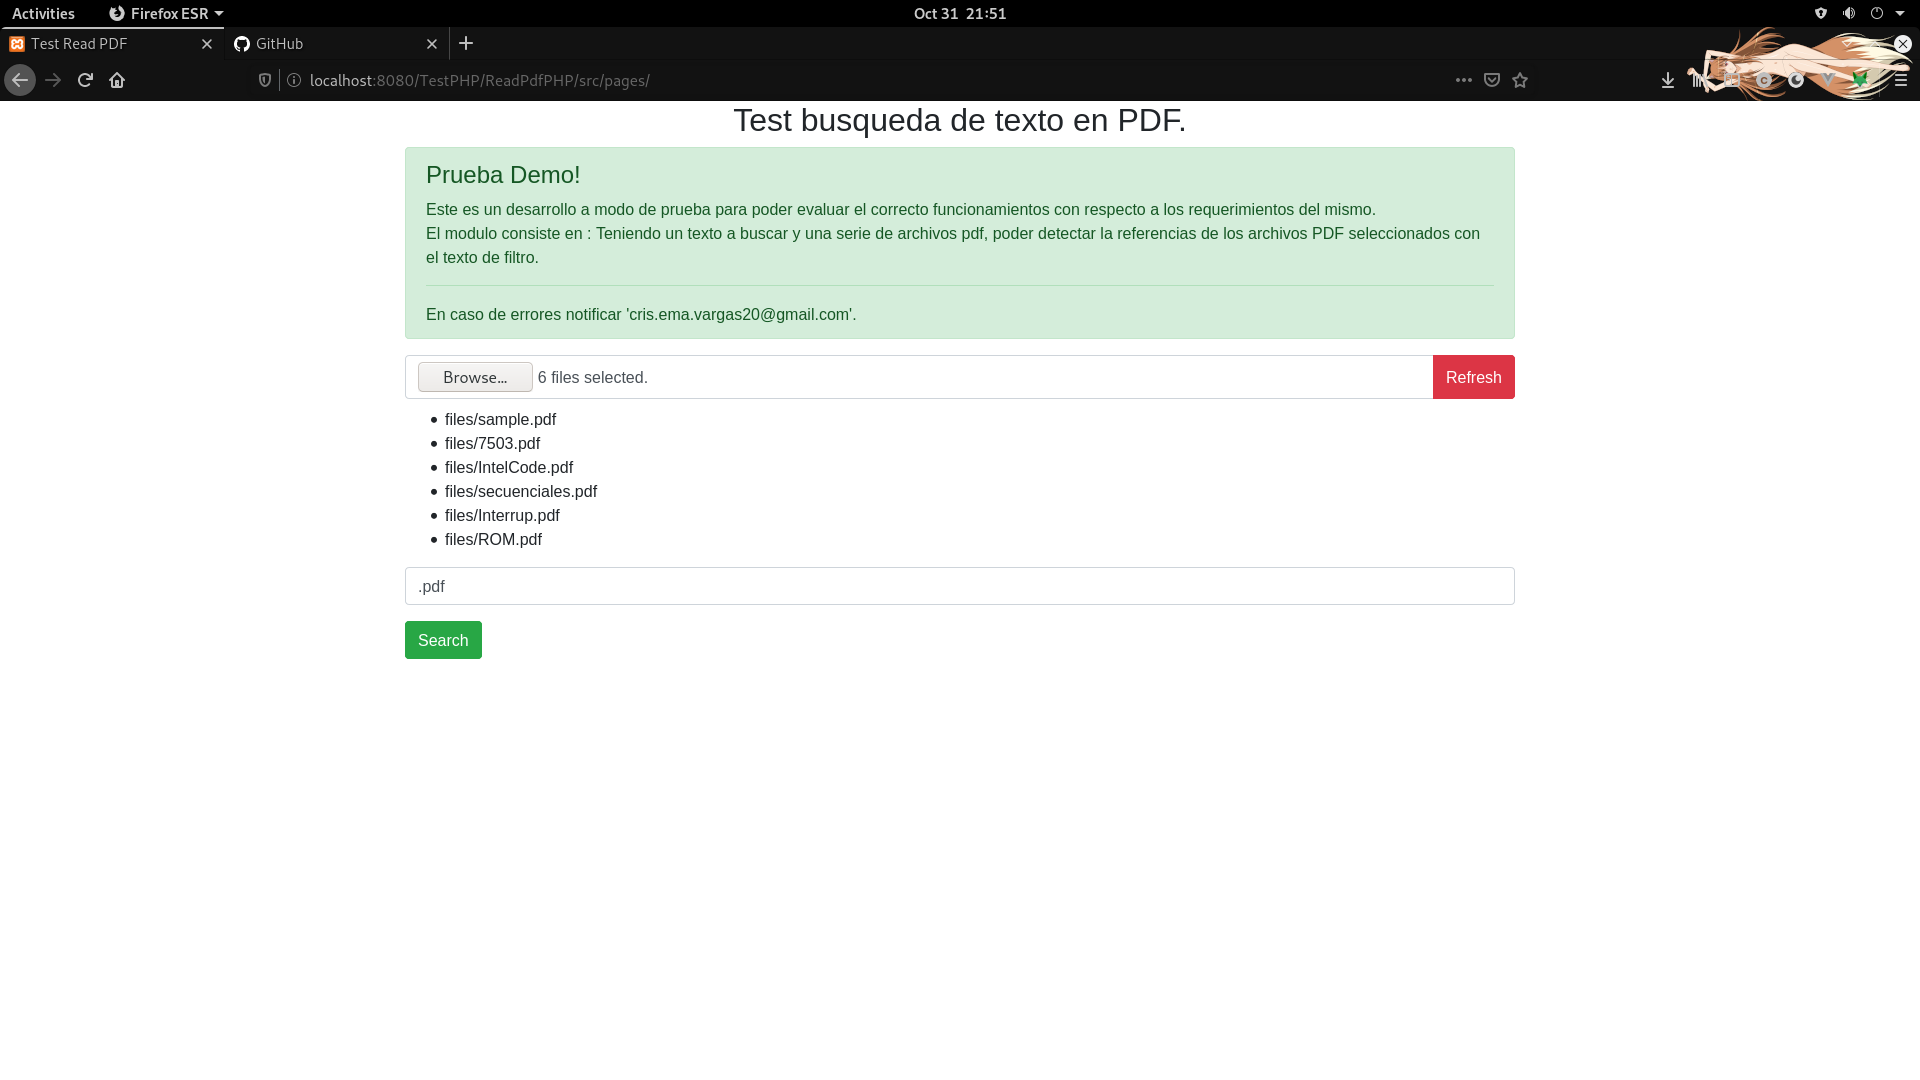 Activities
Firefox ESR
Oct 31 21:51
Test Read PDF
GitHub
localhost:8080/TestPHP/ReadPdfPHP/src/pages/
Test busqueda de texto en PDF.
Prueba Demo!
Este es un desarrollo a modo de prueba para poder evaluar el correcto funcionamientos con respecto a los requerimientos del mismo.
El modulo consiste en : Teniendo un texto a buscar y una serie de archivos pdf, poder detectar la referencias de los archivos PDF seleccionados con
el texto de filtro.
En caso de errores notificar 'cris.ema.vargas20@gmail.com'.
Browse... 6 files selected.
Refresh
files/sample.pdf
files/7503.pdf
files/IntelCode.pdf
files/secuenciales.pdf
files/Interrup.pdf
files/ROM.pdf
.pdf
Search